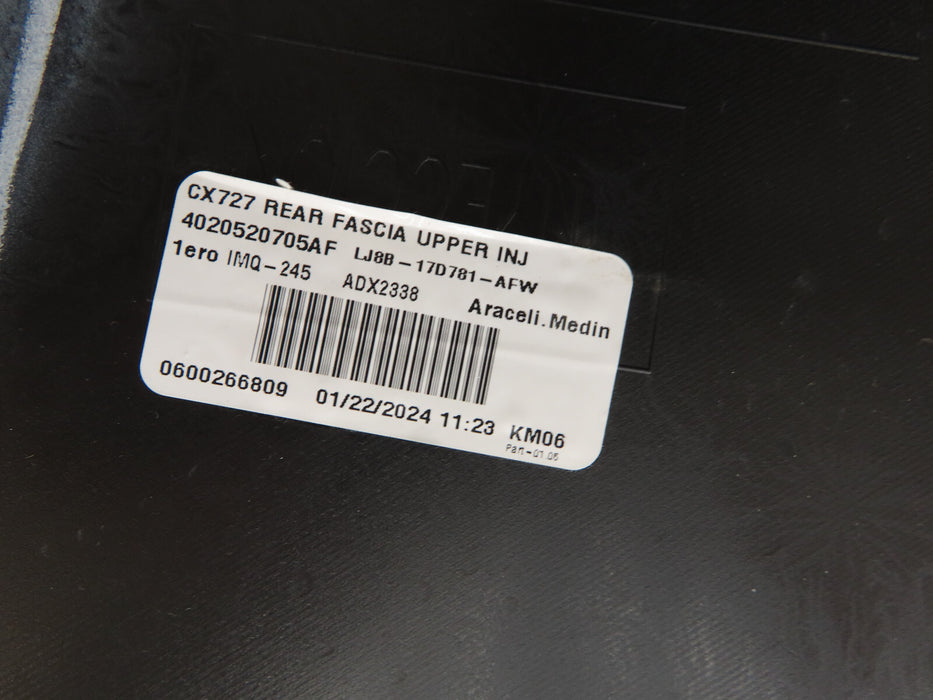 CX727 REAR FASCIA UPPER INJ
4020520705AF LJ8B-17D781-AFW
1ero IMQ-245 ADX2338 Araceli.Medin
0600266809 01/22/2024 11:23 KM06
Part-01.05